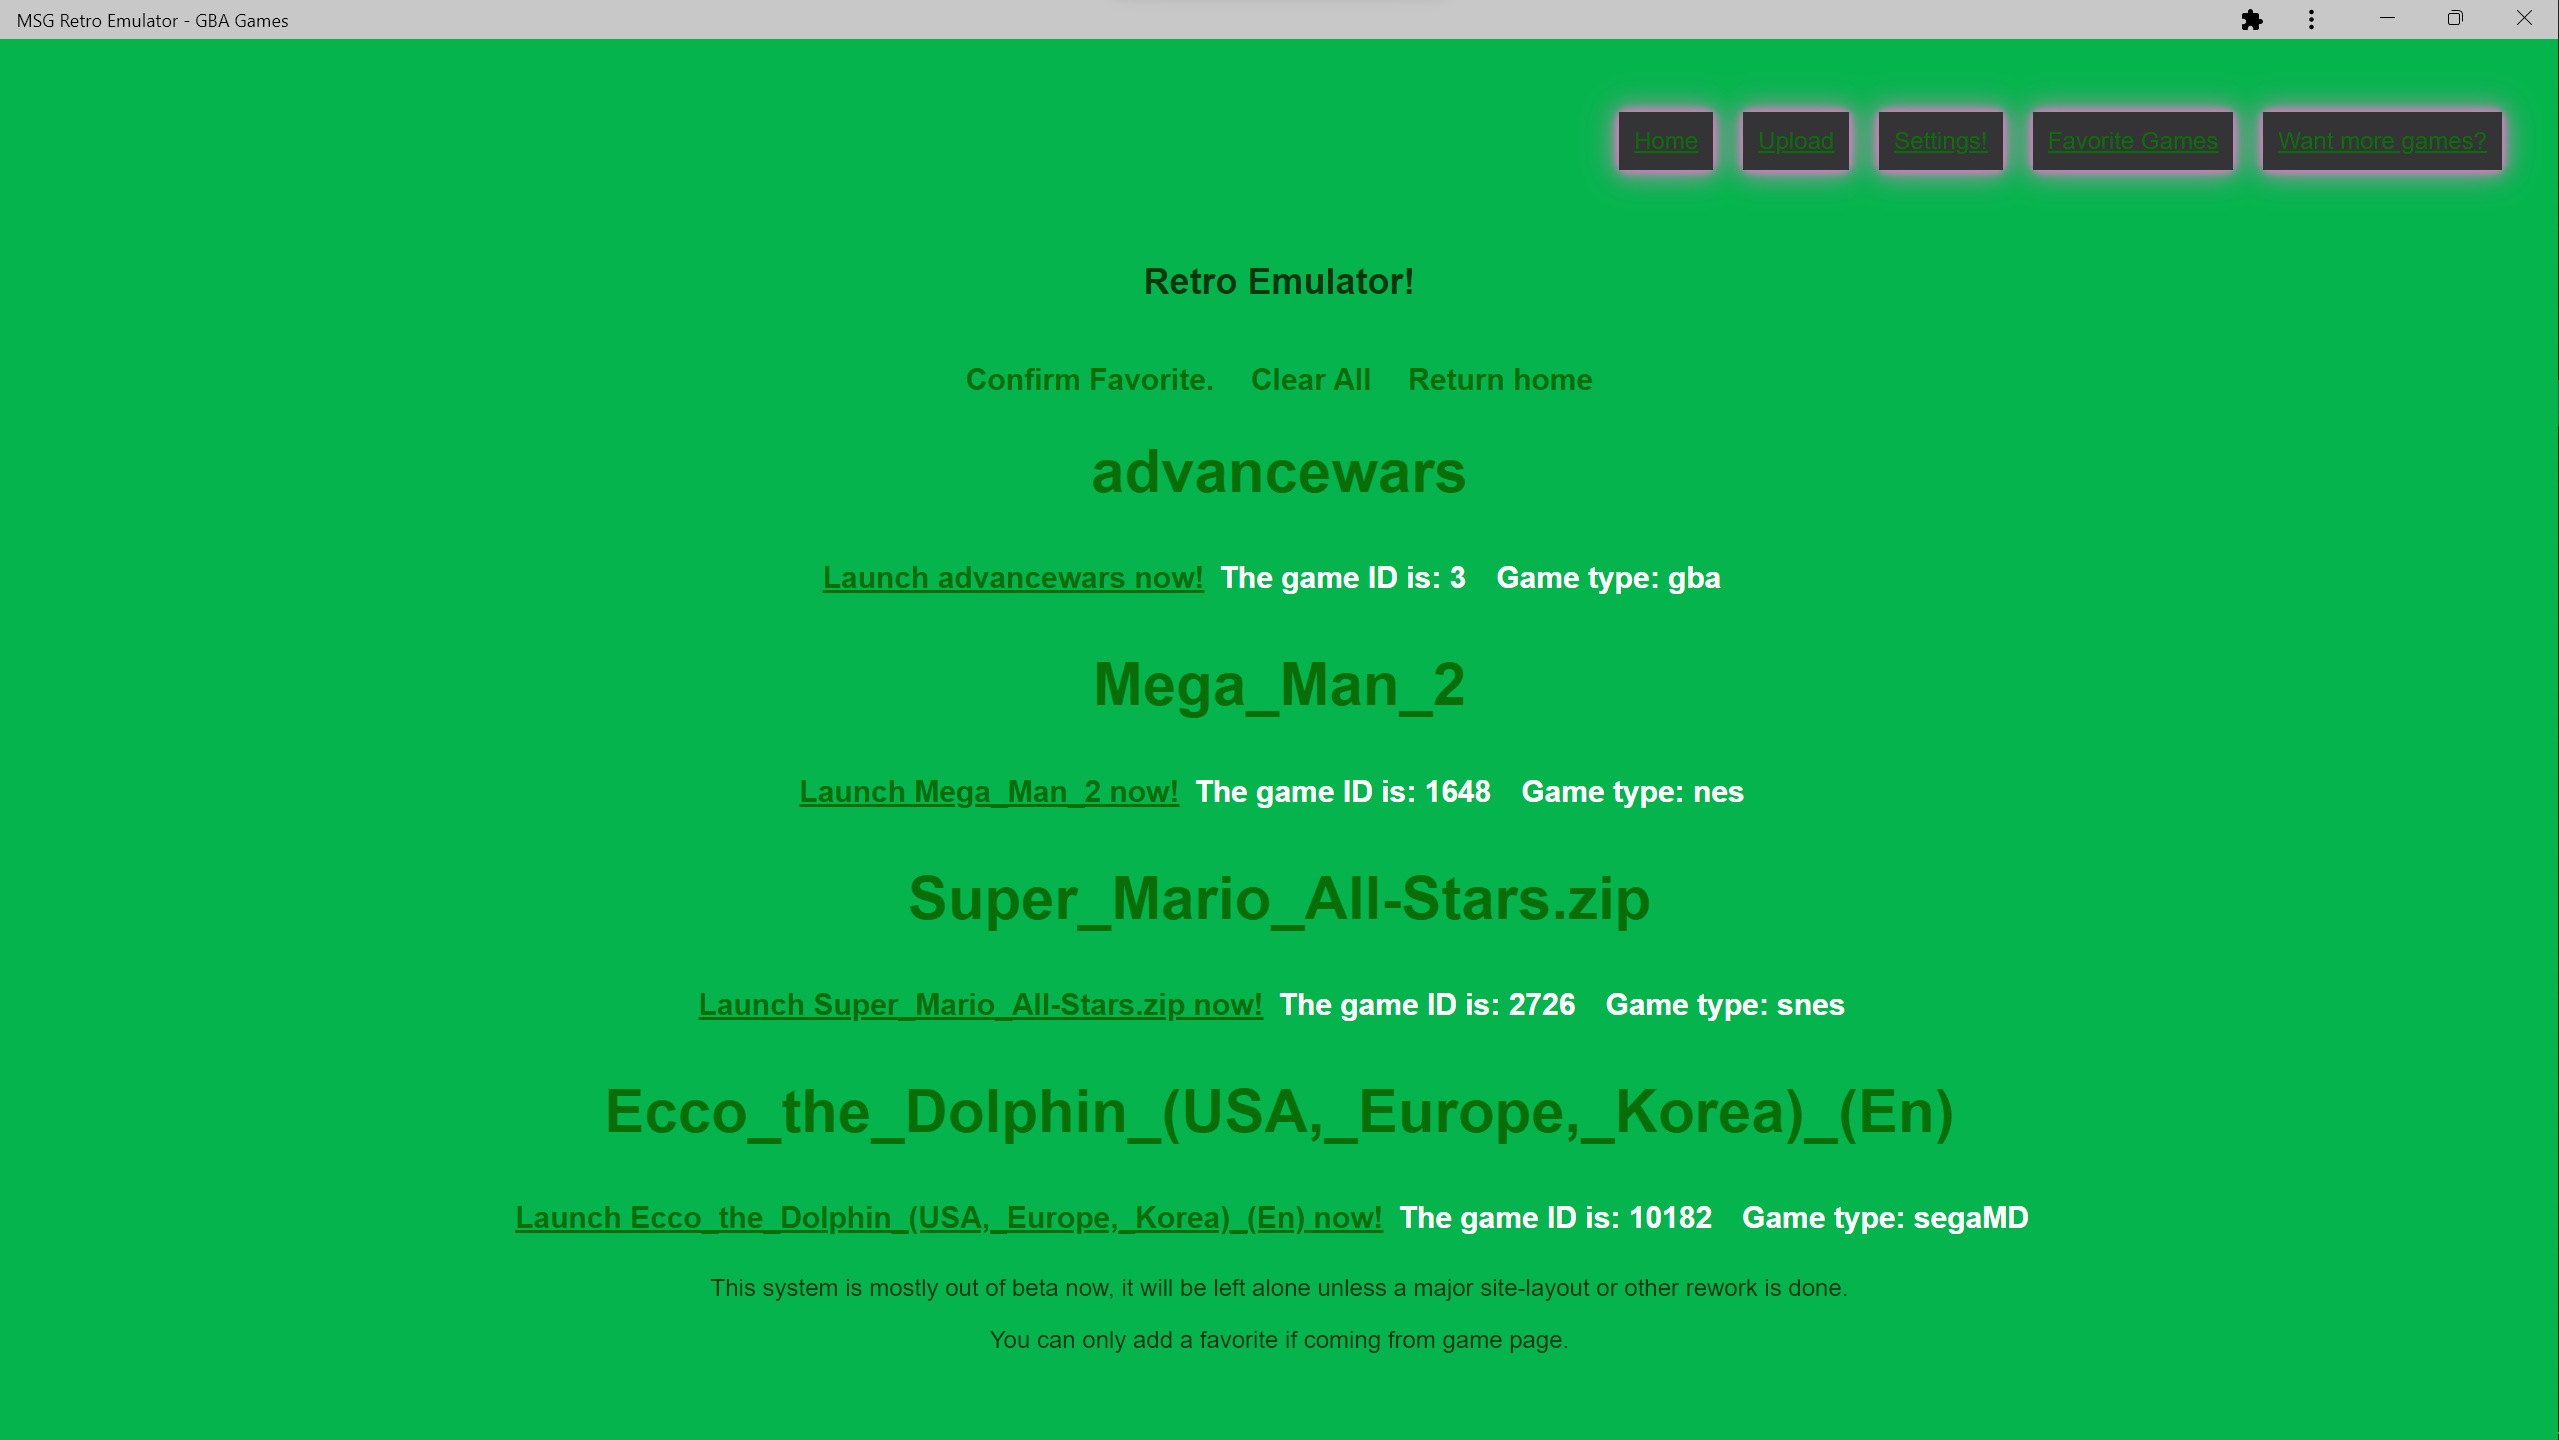 MSG Retro Emulator - GBA Games
Home Upload Settings! Favorite Games Want more games?
Retro Emulator!
Confirm Favorite. Clear All Return home
advancewars
Launch advancewars now! The game ID is: 3 Game type: gba
Mega_Man_2
Launch Mega_Man_2 now! The game ID is: 1648 Game type: nes
Super_Mario_All-Stars.zip
Launch Super_Mario_All-Stars.zip now! The game ID is: 2726 Game type: snes
Ecco_the_Dolphin_(USA,_Europe,_Korea)_(En)
Launch Ecco_the_Dolphin_(USA,_Europe,_Korea)_(En) now! The game ID is: 10182 Game type: segaMD
This system is mostly out of beta now, it will be left alone unless a major site-layout or other rework is done.
You can only add a favorite if coming from game page.